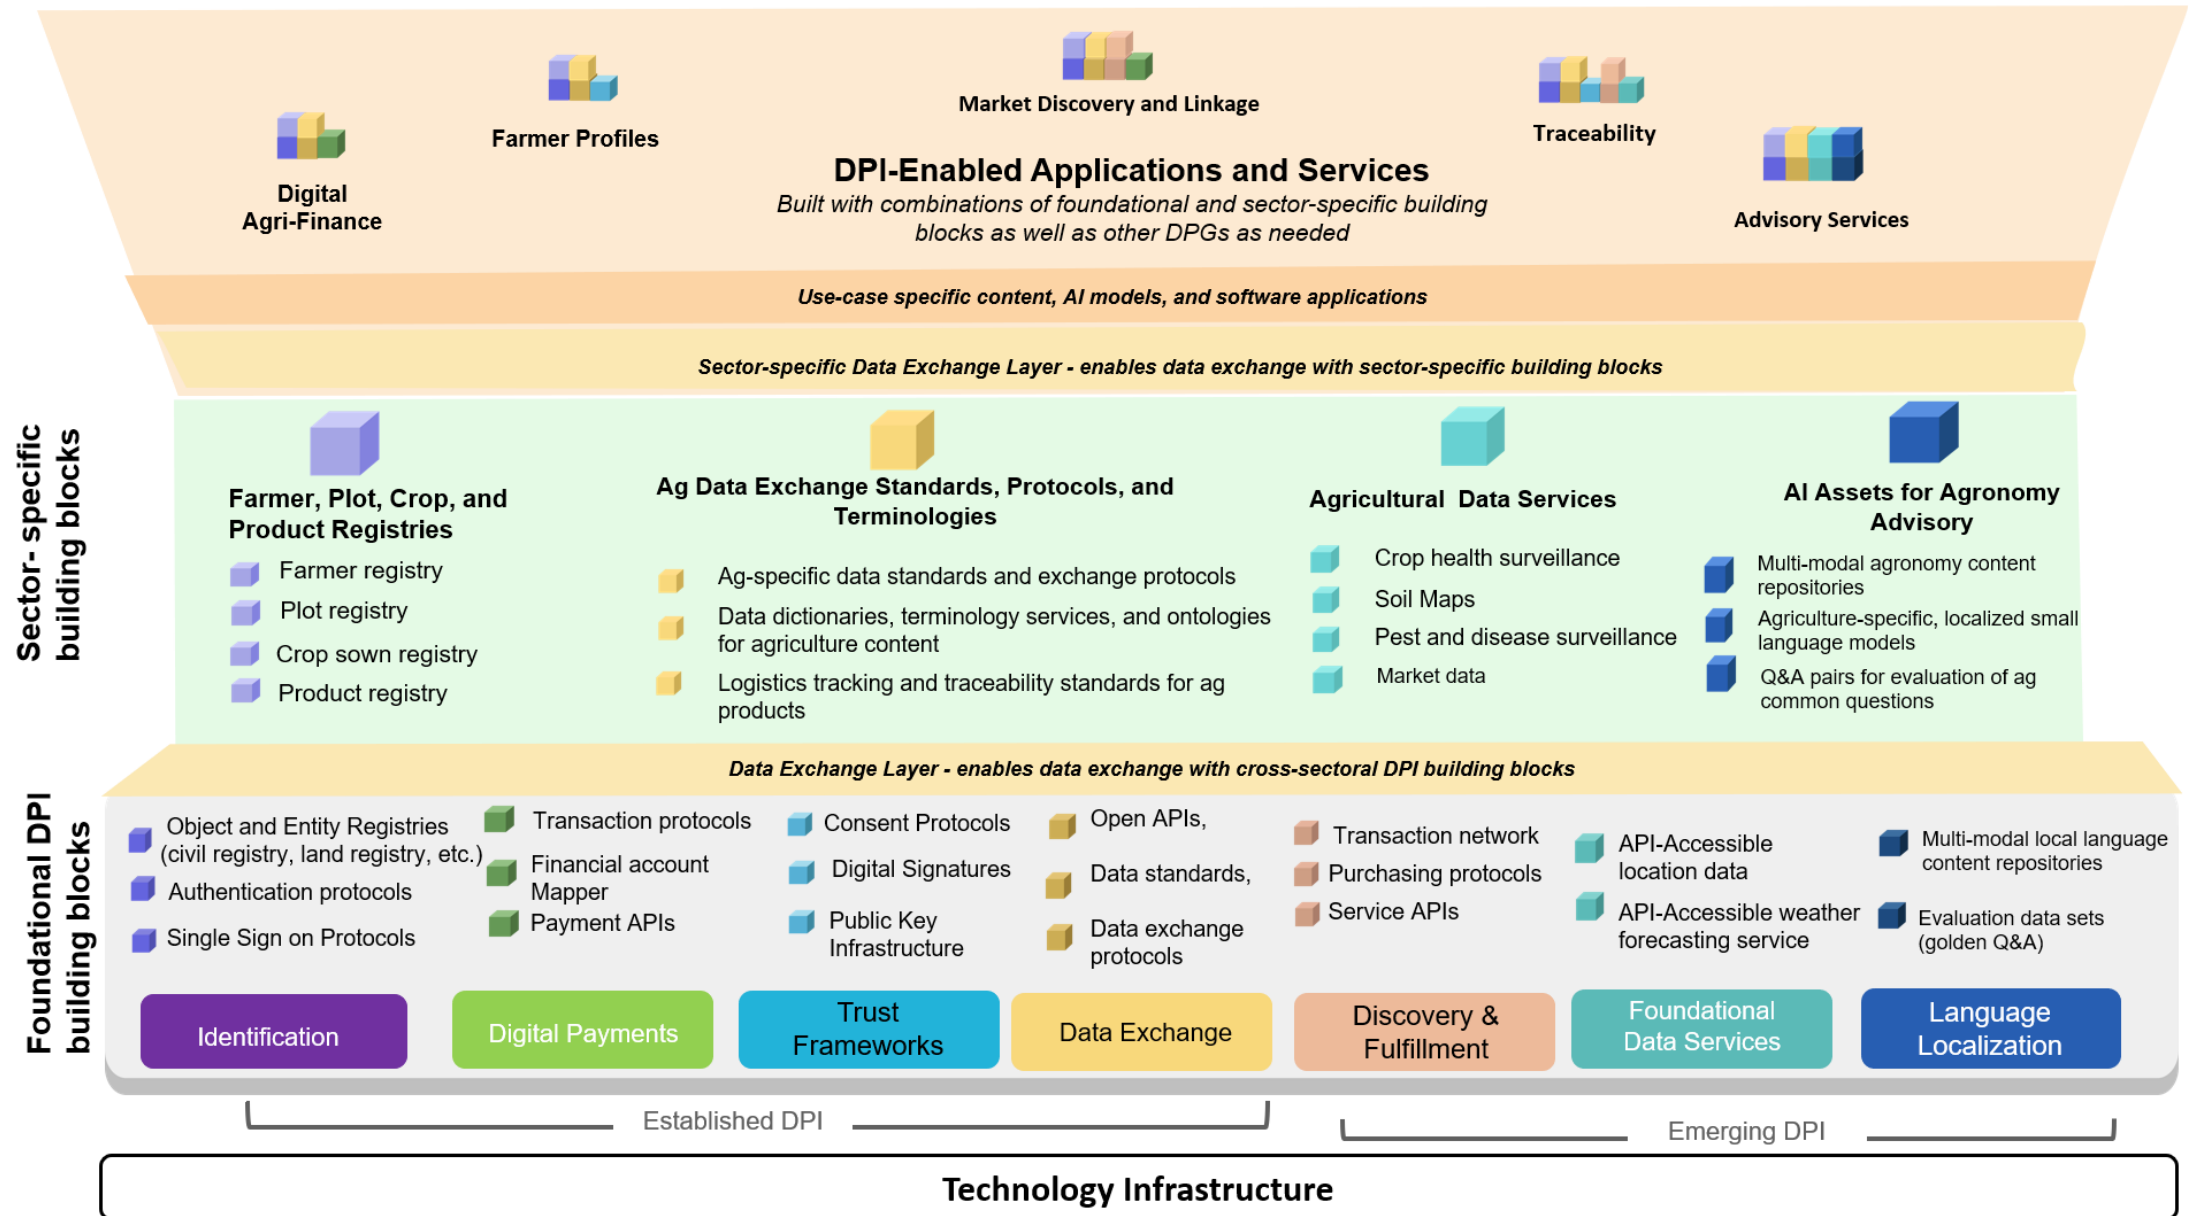 Market Discovery and Linkage
Farmer Profiles
Traceability
Digital
Agri-Finance
Advisory Services
DPI-Enabled Applications and Services
Built with combinations of foundational and sector-specific building
blocks as well as other DPGs as needed
Use-case specific content, AI models, and software applications
Sector-specific Data Exchange Layer - enables data exchange with sector-specific building blocks
Sector- specific
building blocks
Farmer, Plot, Crop, and
Product Registries
Farmer registry
Plot registry
Crop sown registry
Product registry
Ag Data Exchange Standards, Protocols, and
Terminologies
Ag-specific data standards and exchange protocols
Data dictionaries, terminology services, and ontologies
for agriculture content
Logistics tracking and traceability standards for ag
products
Agricultural Data Services
Crop health surveillance
Soil Maps
Pest and disease surveillance
Market data
AI Assets for Agronomy
Advisory
Multi-modal agronomy content
repositories
Agriculture-specific, localized small
language models
Q&A pairs for evaluation of ag
common questions
Data Exchange Layer - enables data exchange with cross-sectoral DPI building blocks
Foundational DPI
building blocks
Object and Entity Registries
(civil registry, land registry, etc.)
Authentication protocols
Single Sign on Protocols
Identification
Transaction protocols
Financial account
Mapper
Payment APIs
Digital Payments
Consent Protocols
Digital Signatures
Public Key
Infrastructure
Trust
Frameworks
Open APIs,
Data standards,
Data exchange
protocols
Data Exchange
Transaction network
Purchasing protocols
Service APIs
Discovery &
Fulfillment
API-Accessible
location data
API-Accessible weather
forecasting service
Foundational
Data Services
Multi-modal local language
content repositories
Evaluation data sets
(golden Q&A)
Language
Localization
Established DPI
Emerging DPI
Technology Infrastructure